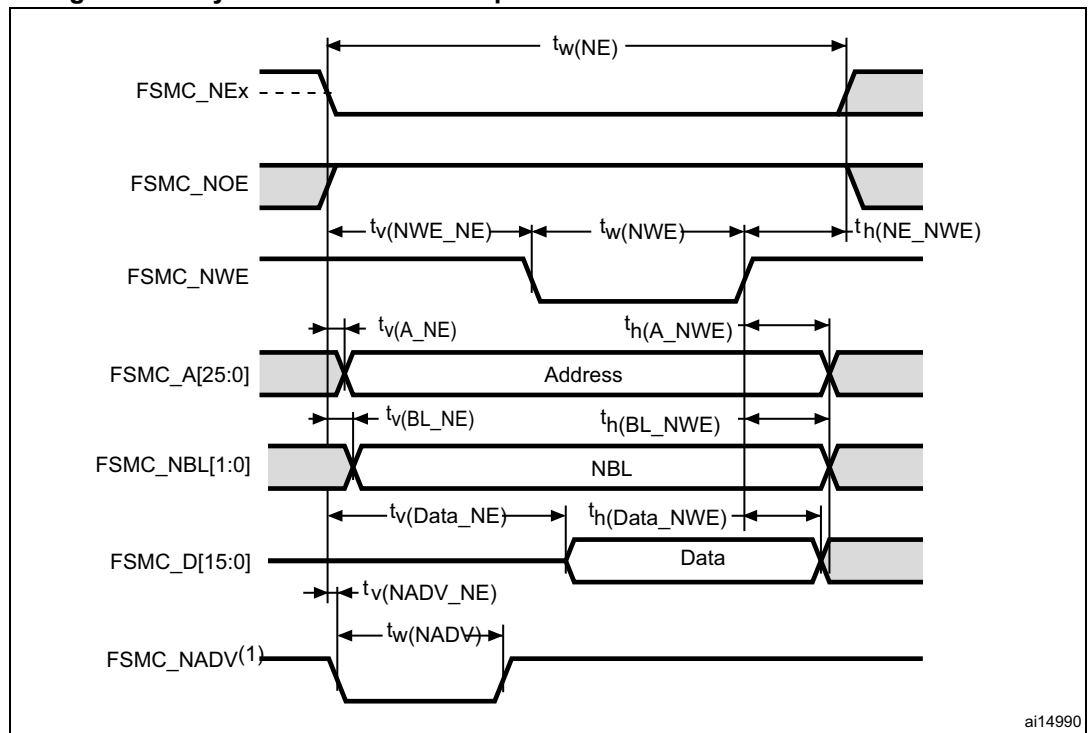 tw(NE)
FSMC_NEx
FSMC_NOE
tv(NWE_NE)
tw(NWE)
th(NE_NWE)
FSMC_NWE
tv(A_NE)
th(A_NWE)
FSMC_A[25:0]
Address
tv(BL_NE)
th(BL_NWE)
FSMC_NBL[1:0]
NBL
tv(Data_NE)
th(Data_NWE)
FSMC_D[15:0]
Data
tv(NADV_NE)
tw(NADV)
FSMC_NADV(1)
ai14990